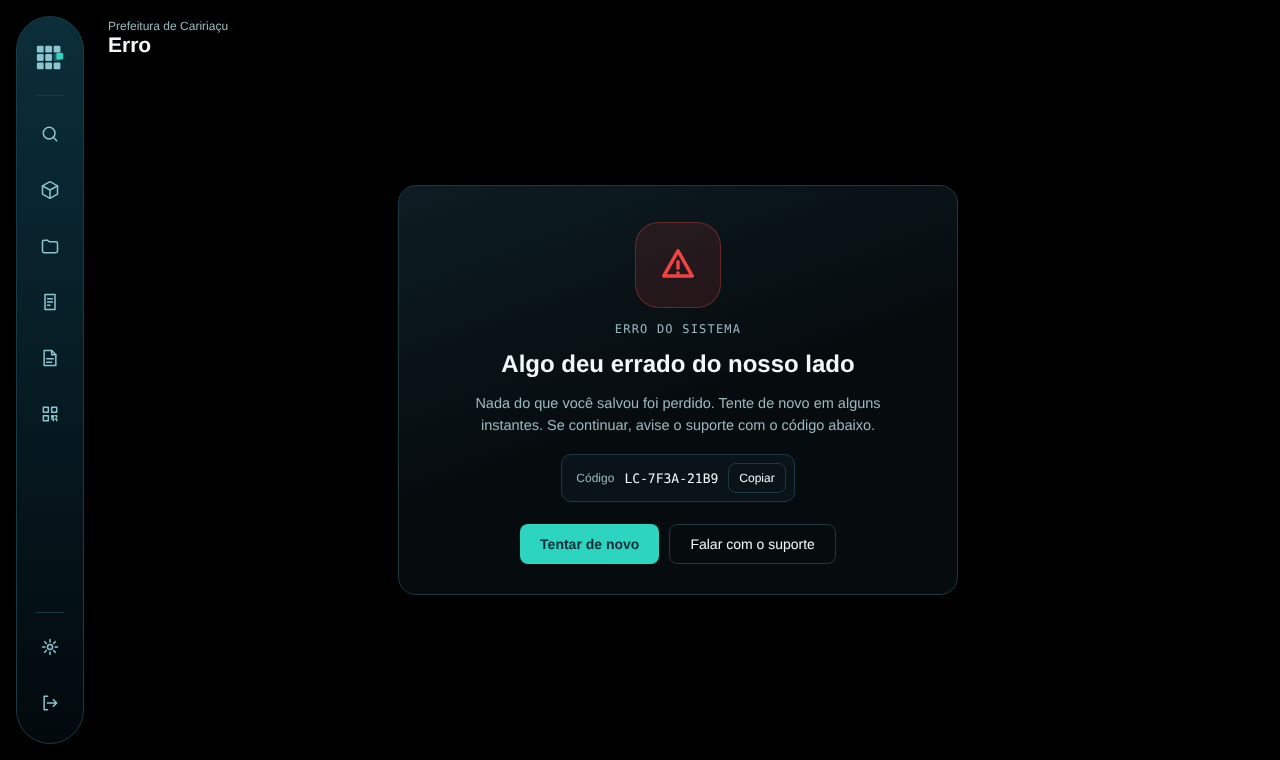 Prefeitura de Caririaçu
Erro
ERRO DO SISTEMA
Algo deu errado do nosso lado
Nada do que você salvou foi perdido. Tente de novo em alguns
instantes. Se continuar, avise o suporte com o código abaixo.
Código LC-7F3A-21B9 Copiar
Tentar de novo Falar com o suporte